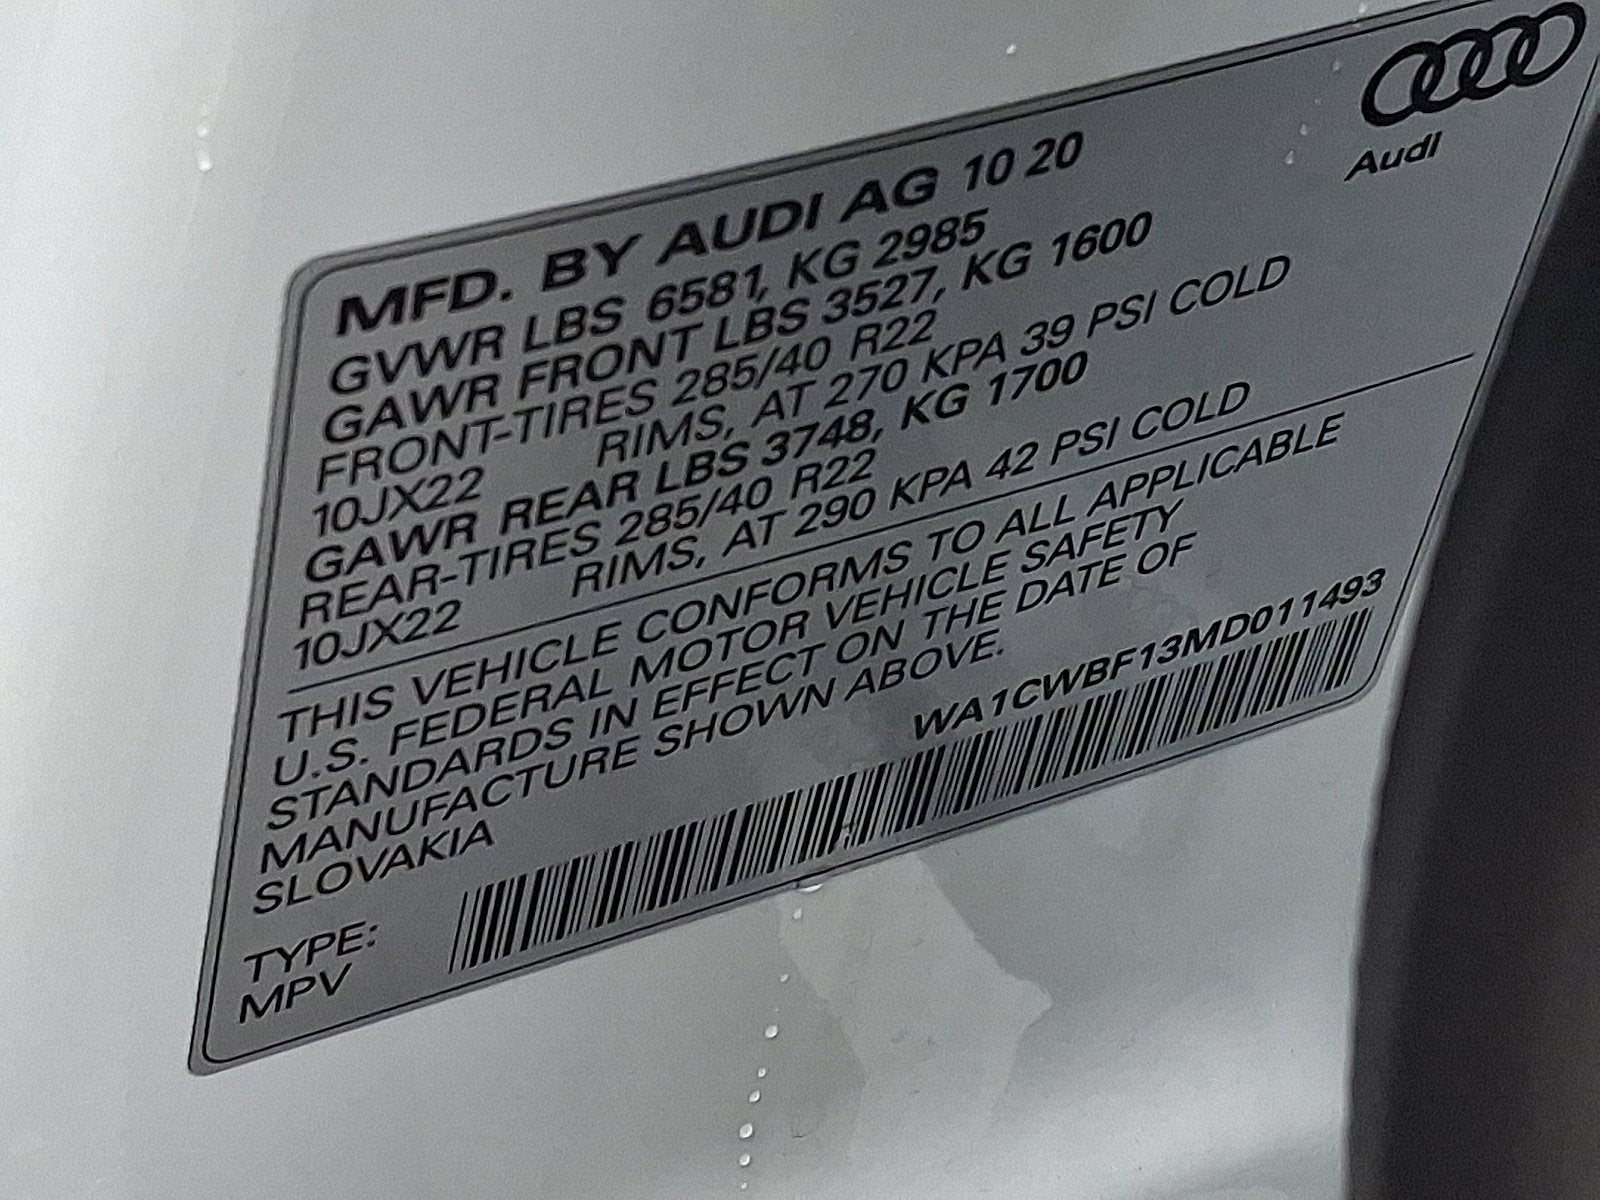 Audi
MFD. BY AUDI AG 10 20
GVWR LBS 6581, KG 2985
GAWR FRONT LBS 3527, KG 1600
FRONT-TIRES 285/40 R22
10JX22 RIMS, AT 270 KPA 39 PSI COLD
GAWR REAR LBS 3748, KG 1700
REAR-TIRES 285/40 R22
10JX22 RIMS, AT 290 KPA 42 PSI COLD
THIS VEHICLE CONFORMS TO ALL APPLICABLE
U.S. FEDERAL MOTOR VEHICLE SAFETY
STANDARDS IN EFFECT ON THE DATE OF
MANUFACTURE SHOWN ABOVE.
SLOVAKIA
WA1CWBF13MD011493
TYPE:
MPV